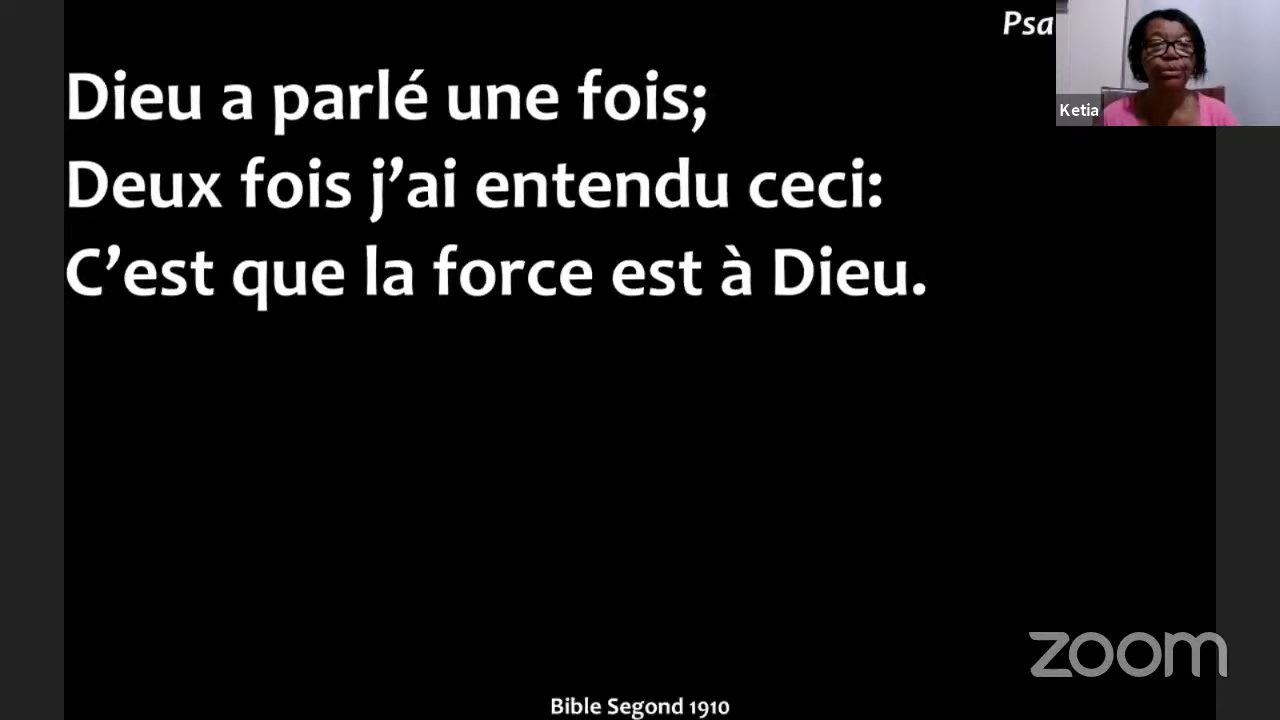 Psa
Dieu a parlé une fois;
Deux fois j’ai entendu ceci:
C’est que la force est à Dieu.
Ketia
zoom
Bible Segond 1910